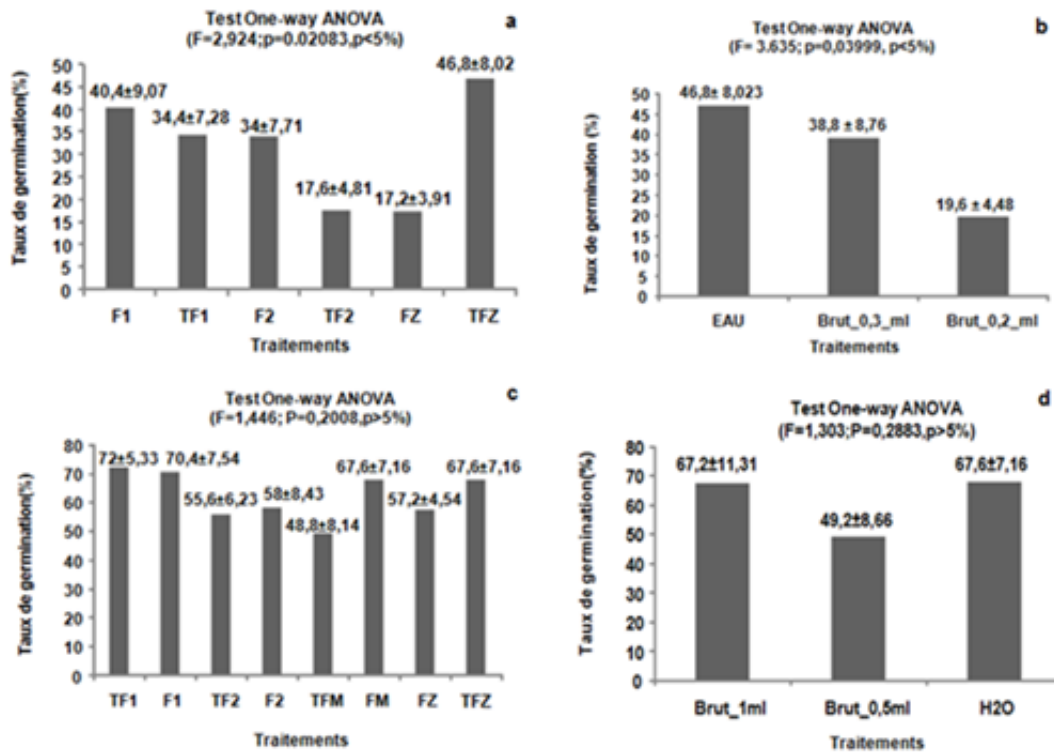 a
Test One-way ANOVA
(F=2,924;p=0.02083,p<5%)
Taux de germination(%)
50
45
40
35
30
25
20
15
10
5
0
40,4±9,07
34,4±7,28
34±7,71
17,6±4,81
17,2±3,91
46,8±8,02
F1 TF1 F2 TF2 FZ TFZ
Traitements
b
Test One-way ANOVA
(F= 3.635; p=0,03999, p<5%)
Taux de germination (%)
50
45
40
35
30
25
20
15
10
5
0
46,8± 8,023
38,8 ± 8,76
19,6 ± 4,48
EAU Brut_0,3_ml Brut_0,2_ml
Traitements
c
Test One-way ANOVA
(F=1,446; P=0,2008,p>5%)
Taux de germination(%)
80
70
60
50
40
30
20
10
0
72±5,33
70,4±7,54
55,6±6,23
58±8,43
48,8±8,14
67,6±7,16
57,2±4,54
67,6±7,16
TF1 F1 TF2 F2 TFM FM FZ TFZ
Traitements
d
Test One-way ANOVA
(F=1,303;P=0,2883,p>5%)
Taux de germination(%)
80
70
60
50
40
30
20
10
0
67,2±11,31
49,2±8,66
67,6±7,16
Brut_1ml Brut_0,5ml H2O
Traitements